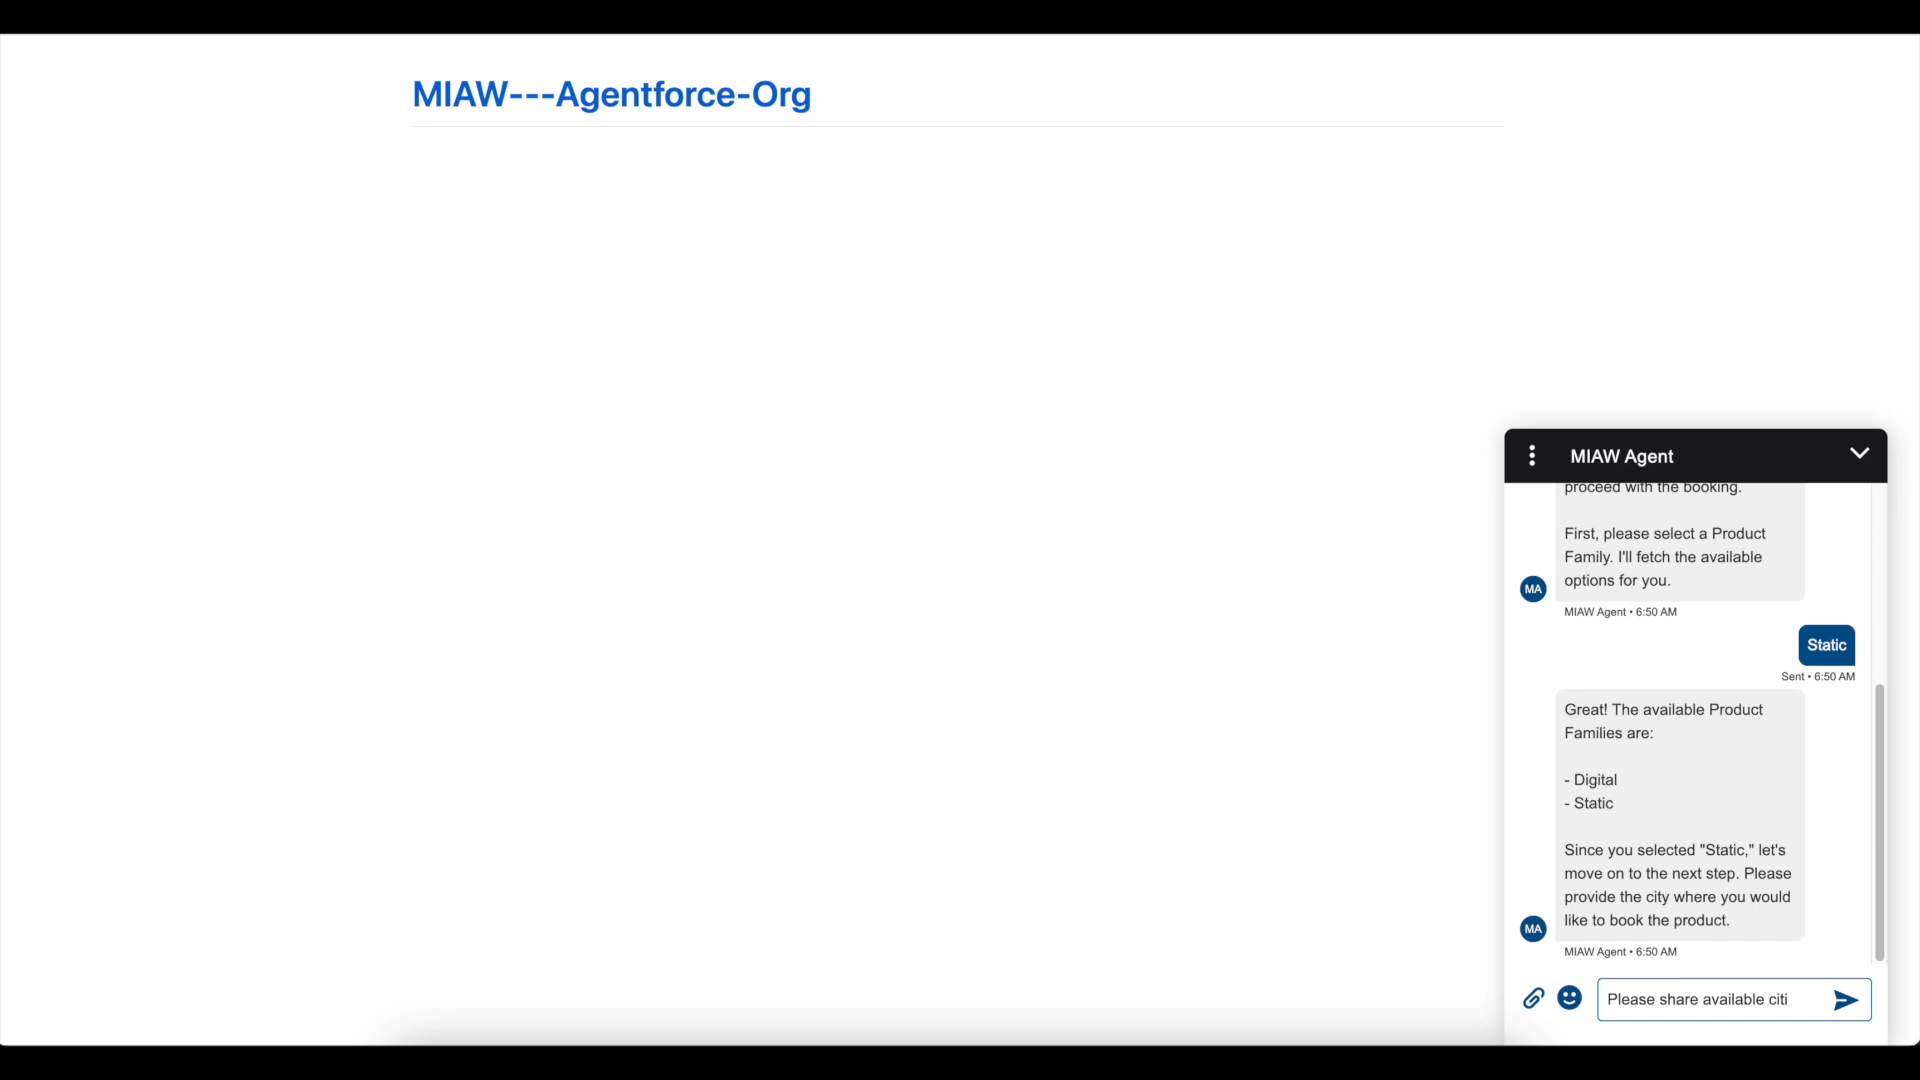 MIAW---Agentforce-Org
MIAW Agent
proceed with the booking.
First, please select a Product
Family. I'll fetch the available
options for you.
MA
MIAW Agent • 6:50 AM
Static
Sent • 6:50 AM
Great! The available Product
Families are:
- Digital
- Static
Since you selected "Static," let's
move on to the next step. Please
provide the city where you would
like to book the product.
MA
MIAW Agent • 6:50 AM
Please share available citi